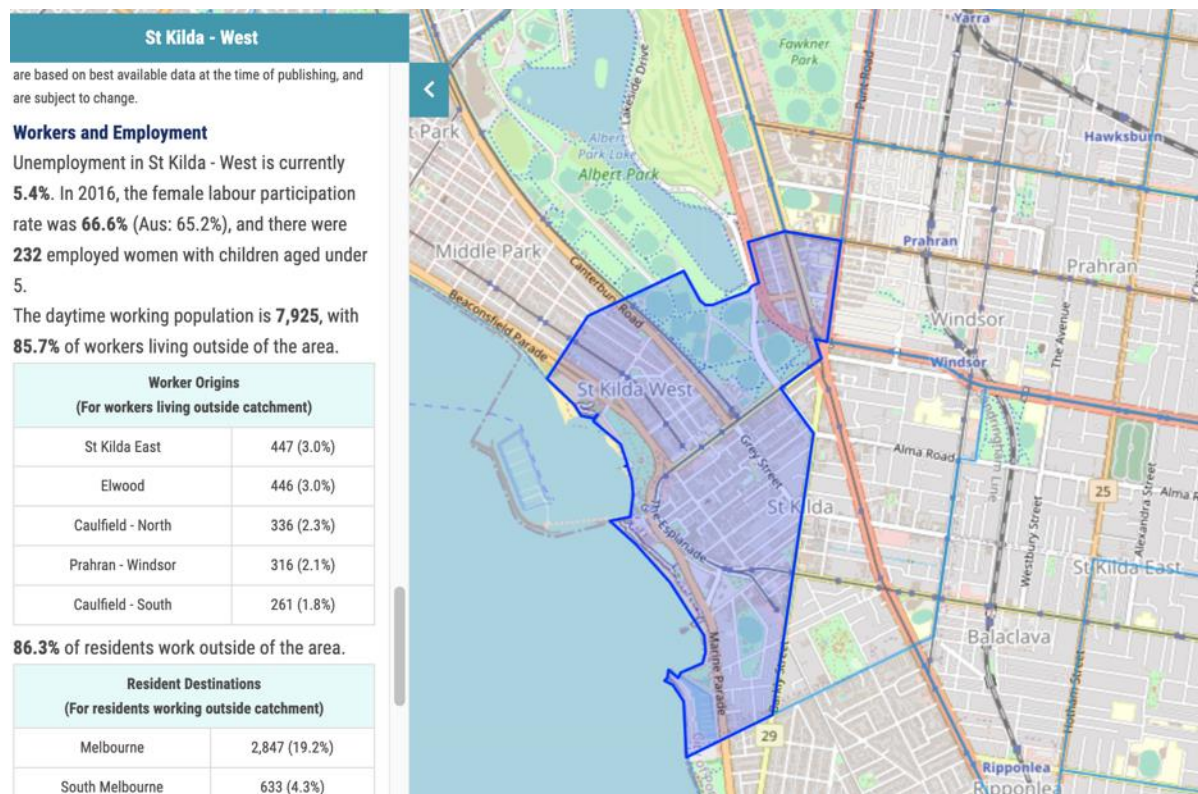 St Kilda - West
are based on best available data at the time of publishing, and
are subject to change.
Workers and Employment
Unemployment in St Kilda - West is currently
5.4%. In 2016, the female labour participation
rate was 66.6% (Aus: 65.2%), and there were
232 employed women with children aged under
5.
The daytime working population is 7,925, with
85.7% of workers living outside of the area.
Worker Origins
(For workers living outside catchment)
St Kilda East 447 (3.0%)
Elwood 446 (3.0%)
Caulfield - North 336 (2.3%)
Prahran - Windsor 316 (2.1%)
Caulfield - South 261 (1.8%)
86.3% of residents work outside of the area.
Resident Destinations
(For residents working outside catchment)
Melbourne 2,847 (19.2%)
South Melbourne 633 (4.3%)
Yarra
Fawkner
Park
Lakeside Drive
Punt Road
t Park
Albert
Park Lake
Albert Park
Hawksburn
Middle Park
Canterbury Road
Beaconsfield Parade
Prahran
Prahran
Windsor
The Avenue
Windsor
St Kilda West
Grey Street
Alma Road
St Kilda
The Esplanade
Line
25
Alma R
Alexandra Street
Westbury Street
St Kilda East
Balaclava
Marine Parade
Barkly Street
Hotham Street
29
Ripponlea
Ripponlea